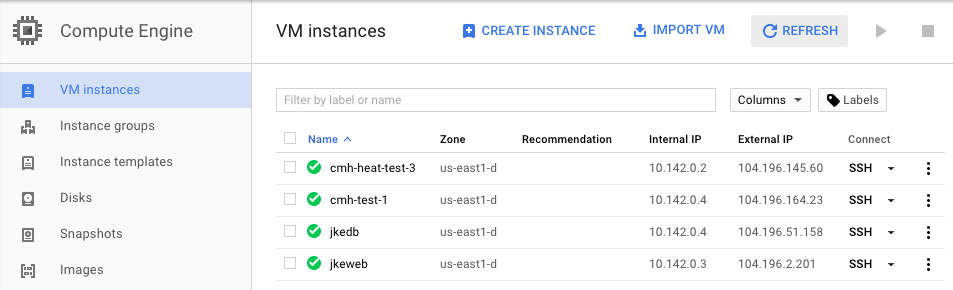 Compute Engine
VM instances
CREATE INSTANCE
IMPORT VM
REFRESH
VM instances
Instance groups
Instance templates
Disks
Snapshots
Images
Filter by label or name
Columns
Labels
Name Zone Recommendation Internal IP External IP Connect
cmh-heat-test-3 us-east1-d 10.142.0.2 104.196.145.60 SSH
cmh-test-1 us-east1-d 10.142.0.4 104.196.164.23 SSH
jkedb us-east1-d 10.142.0.4 104.196.51.158 SSH
jkeweb us-east1-d 10.142.0.3 104.196.2.201 SSH